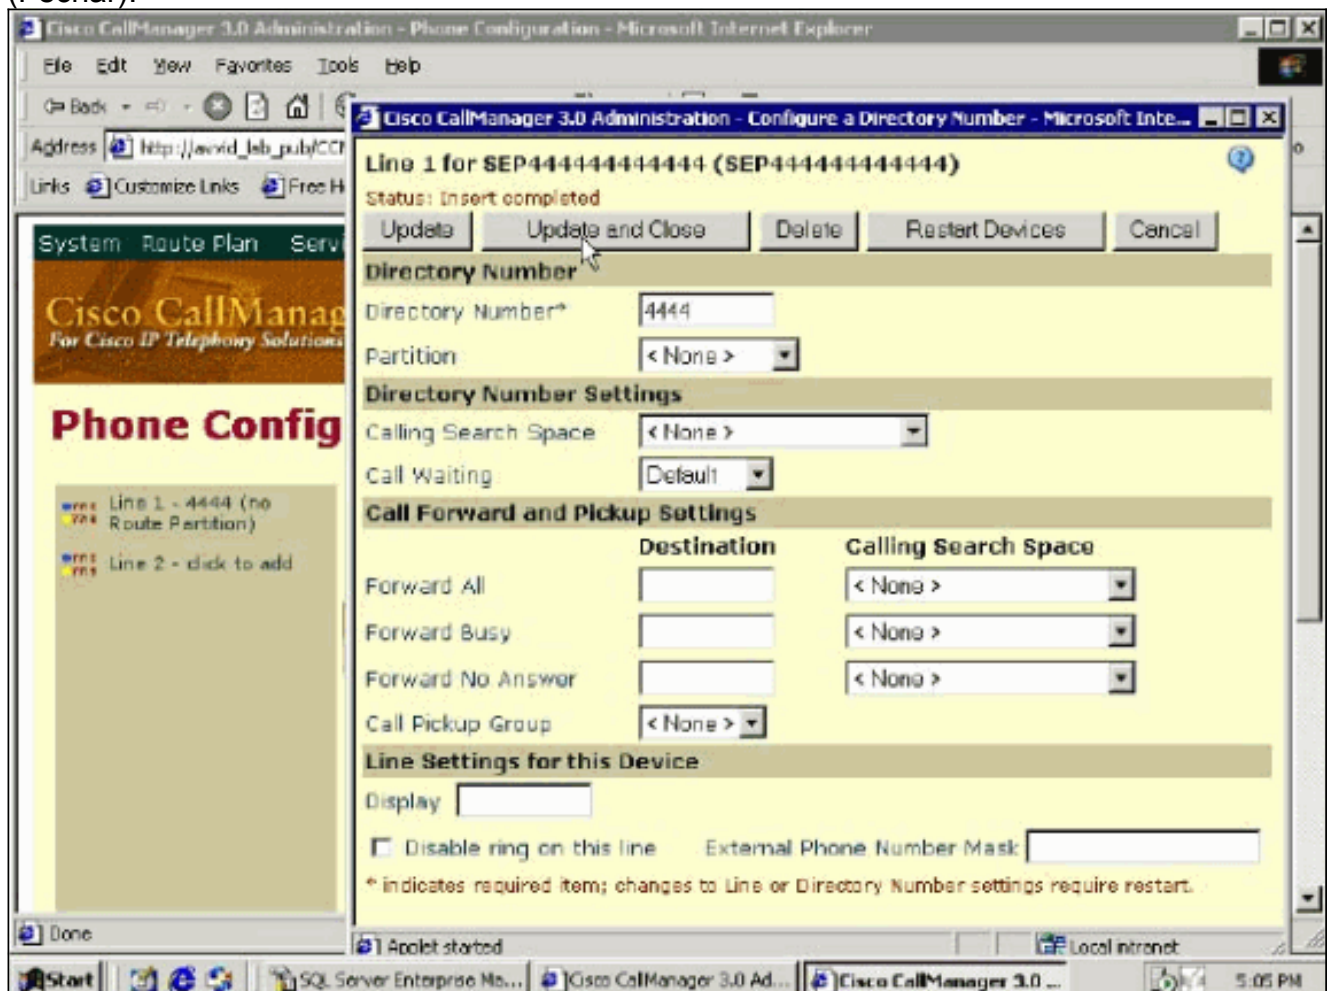 (Fechar).
Cisco CallManager 3.0 Administration - Phone Configuration - Microsoft Internet Explorer
File Edit View Favorites Tools Help
Back
Address http://avvid_lab_pub/CCM
Links Customize Links Free H
Cisco CallManager 3.0 Administration - Configure a Directory Number - Microsoft Inte...
Line 1 for SEP444444444444 (SEP444444444444)
Status: Insert completed
Update Update and Close Delete Restart Devices Cancel
System Route Plan Servi
Cisco CallManag
For Cisco IP Telephony Solutions
Phone Config
Line 1 - 4444 (no
Route Partition)
Line 2 - click to add
Directory Number
Directory Number* 4444
Partition < None >
Directory Number Settings
Calling Search Space < None >
Call Waiting Default
Call Forward and Pickup Settings
Destination Calling Search Space
Forward All < None >
Forward Busy < None >
Forward No Answer < None >
Call Pickup Group < None >
Line Settings for this Device
Display
Disable ring on this line External Phone Number Mask
* indicates required item; changes to Line or Directory Number settings require restart.
Done
Applet started Local intranet
Start SQL Server Enterprise Ma... Cisco CallManager 3.0 Ad... Cisco CallManager 3.0 ... 5:05 PM